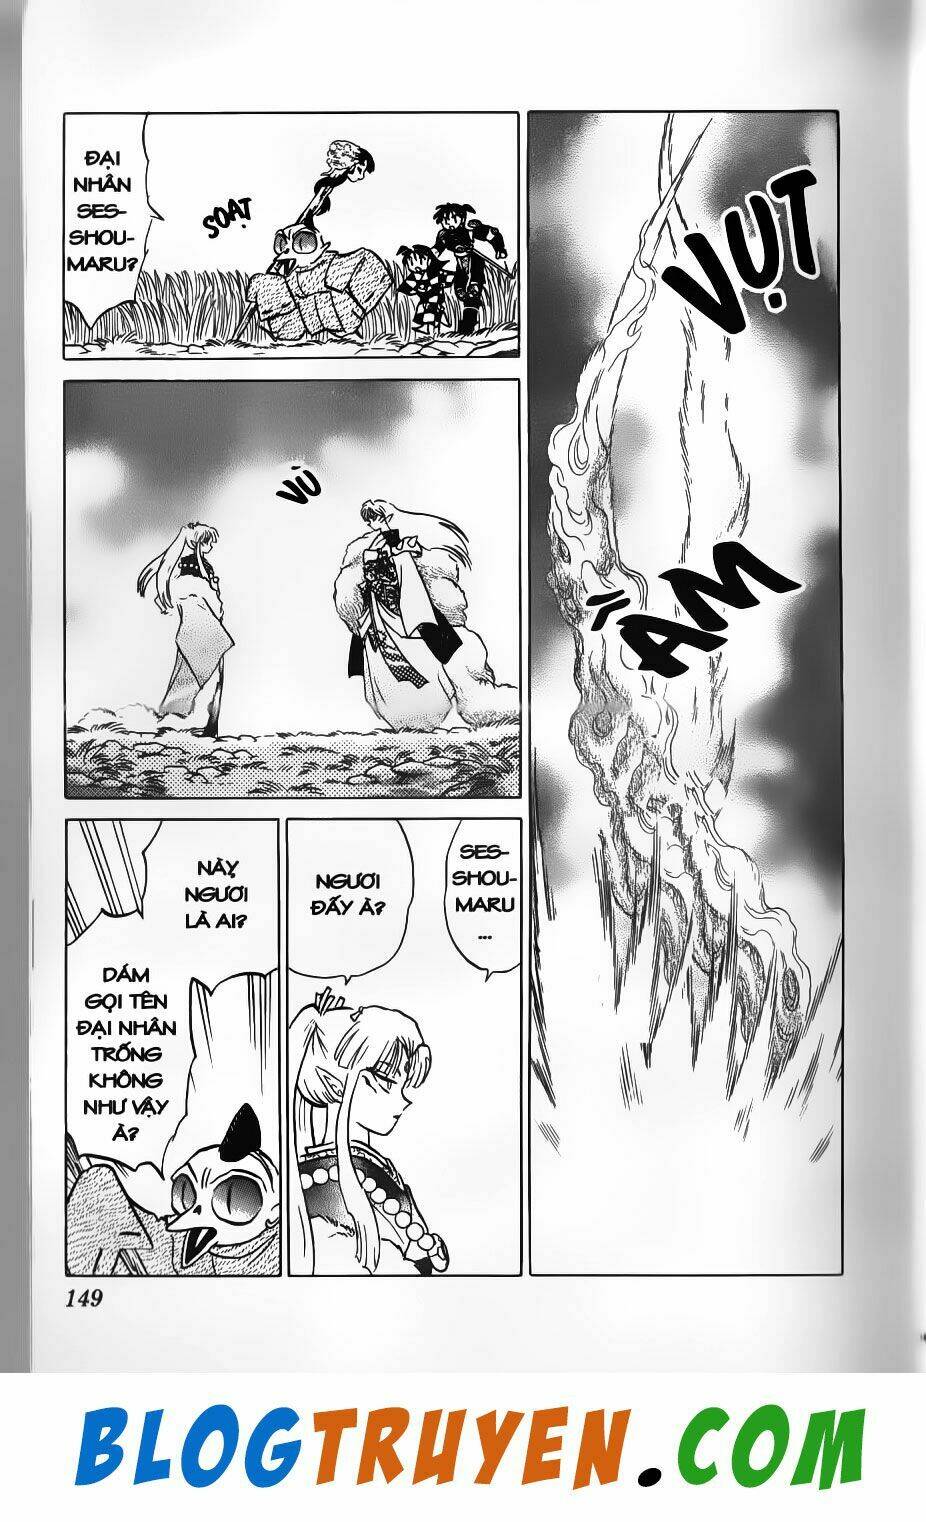 VỤT
ẦM
ĐẠI
NHÂN
SES-
SHOU-
MARU?
SOẠT
VÙ
SES-
SHOU-
MARU
...
NGƯƠI
ĐẤY À?
NÀY,
NGƯƠI
LÀ AI?
DÁM
GỌI TÊN
ĐẠI NHÂN
TRỐNG
KHÔNG
NHƯ VẬY
À?
149
BLOGTRUYEN.COM